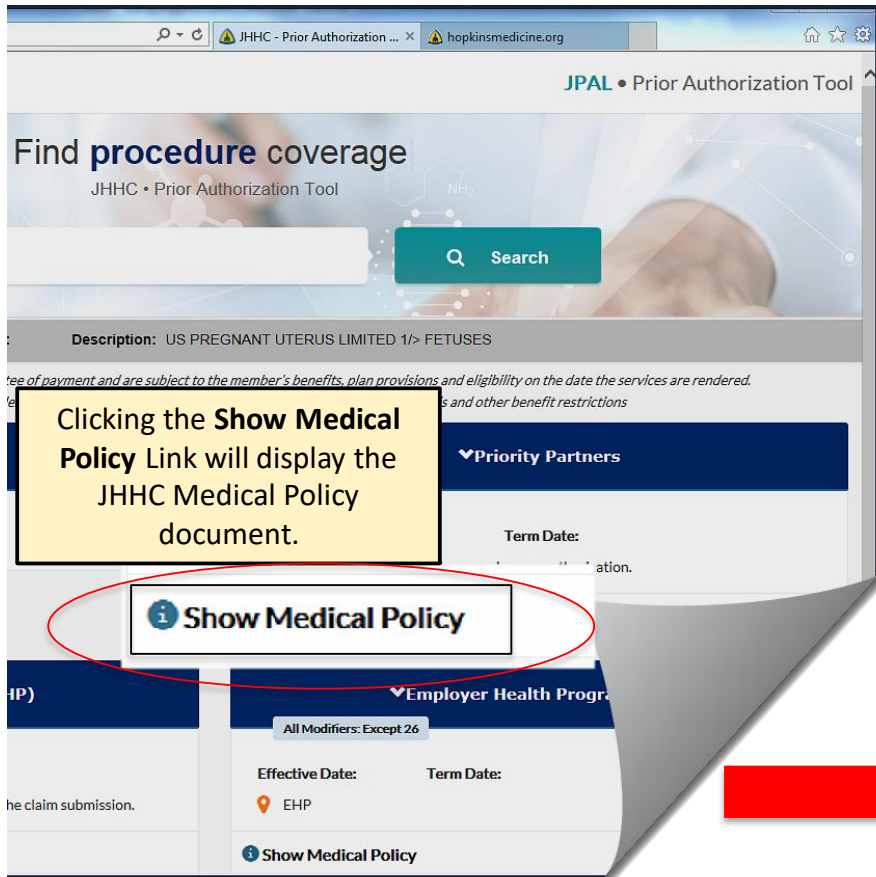 JHHC - Prior Authorization ... ×
hopkinsmedicine.org
JPAL • Prior Authorization Tool
Find procedure coverage
JHHC • Prior Authorization Tool
NH₂
Search
Description: US PREGNANT UTERUS LIMITED 1/> FETUSES
tee of payment and are subject to the member's benefits, plan provisions and eligibility on the date the services are rendered.
s and other benefit restrictions
Clicking the Show Medical
Policy Link will display the
JHHC Medical Policy
document.
Priority Partners
Term Date:
ation.
Show Medical Policy
HP)
Employer Health Progra
All Modifiers: Except 26
Effective Date: Term Date:
he claim submission.
EHP
Show Medical Policy